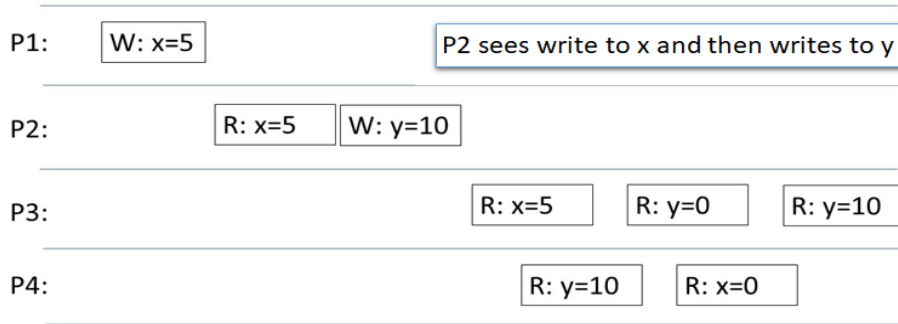 P1: W: x=5 P2 sees write to x and then writes to y
P2: R: x=5 W: y=10
P3: R: x=5 R: y=0 R: y=10
P4: R: y=10 R: x=0